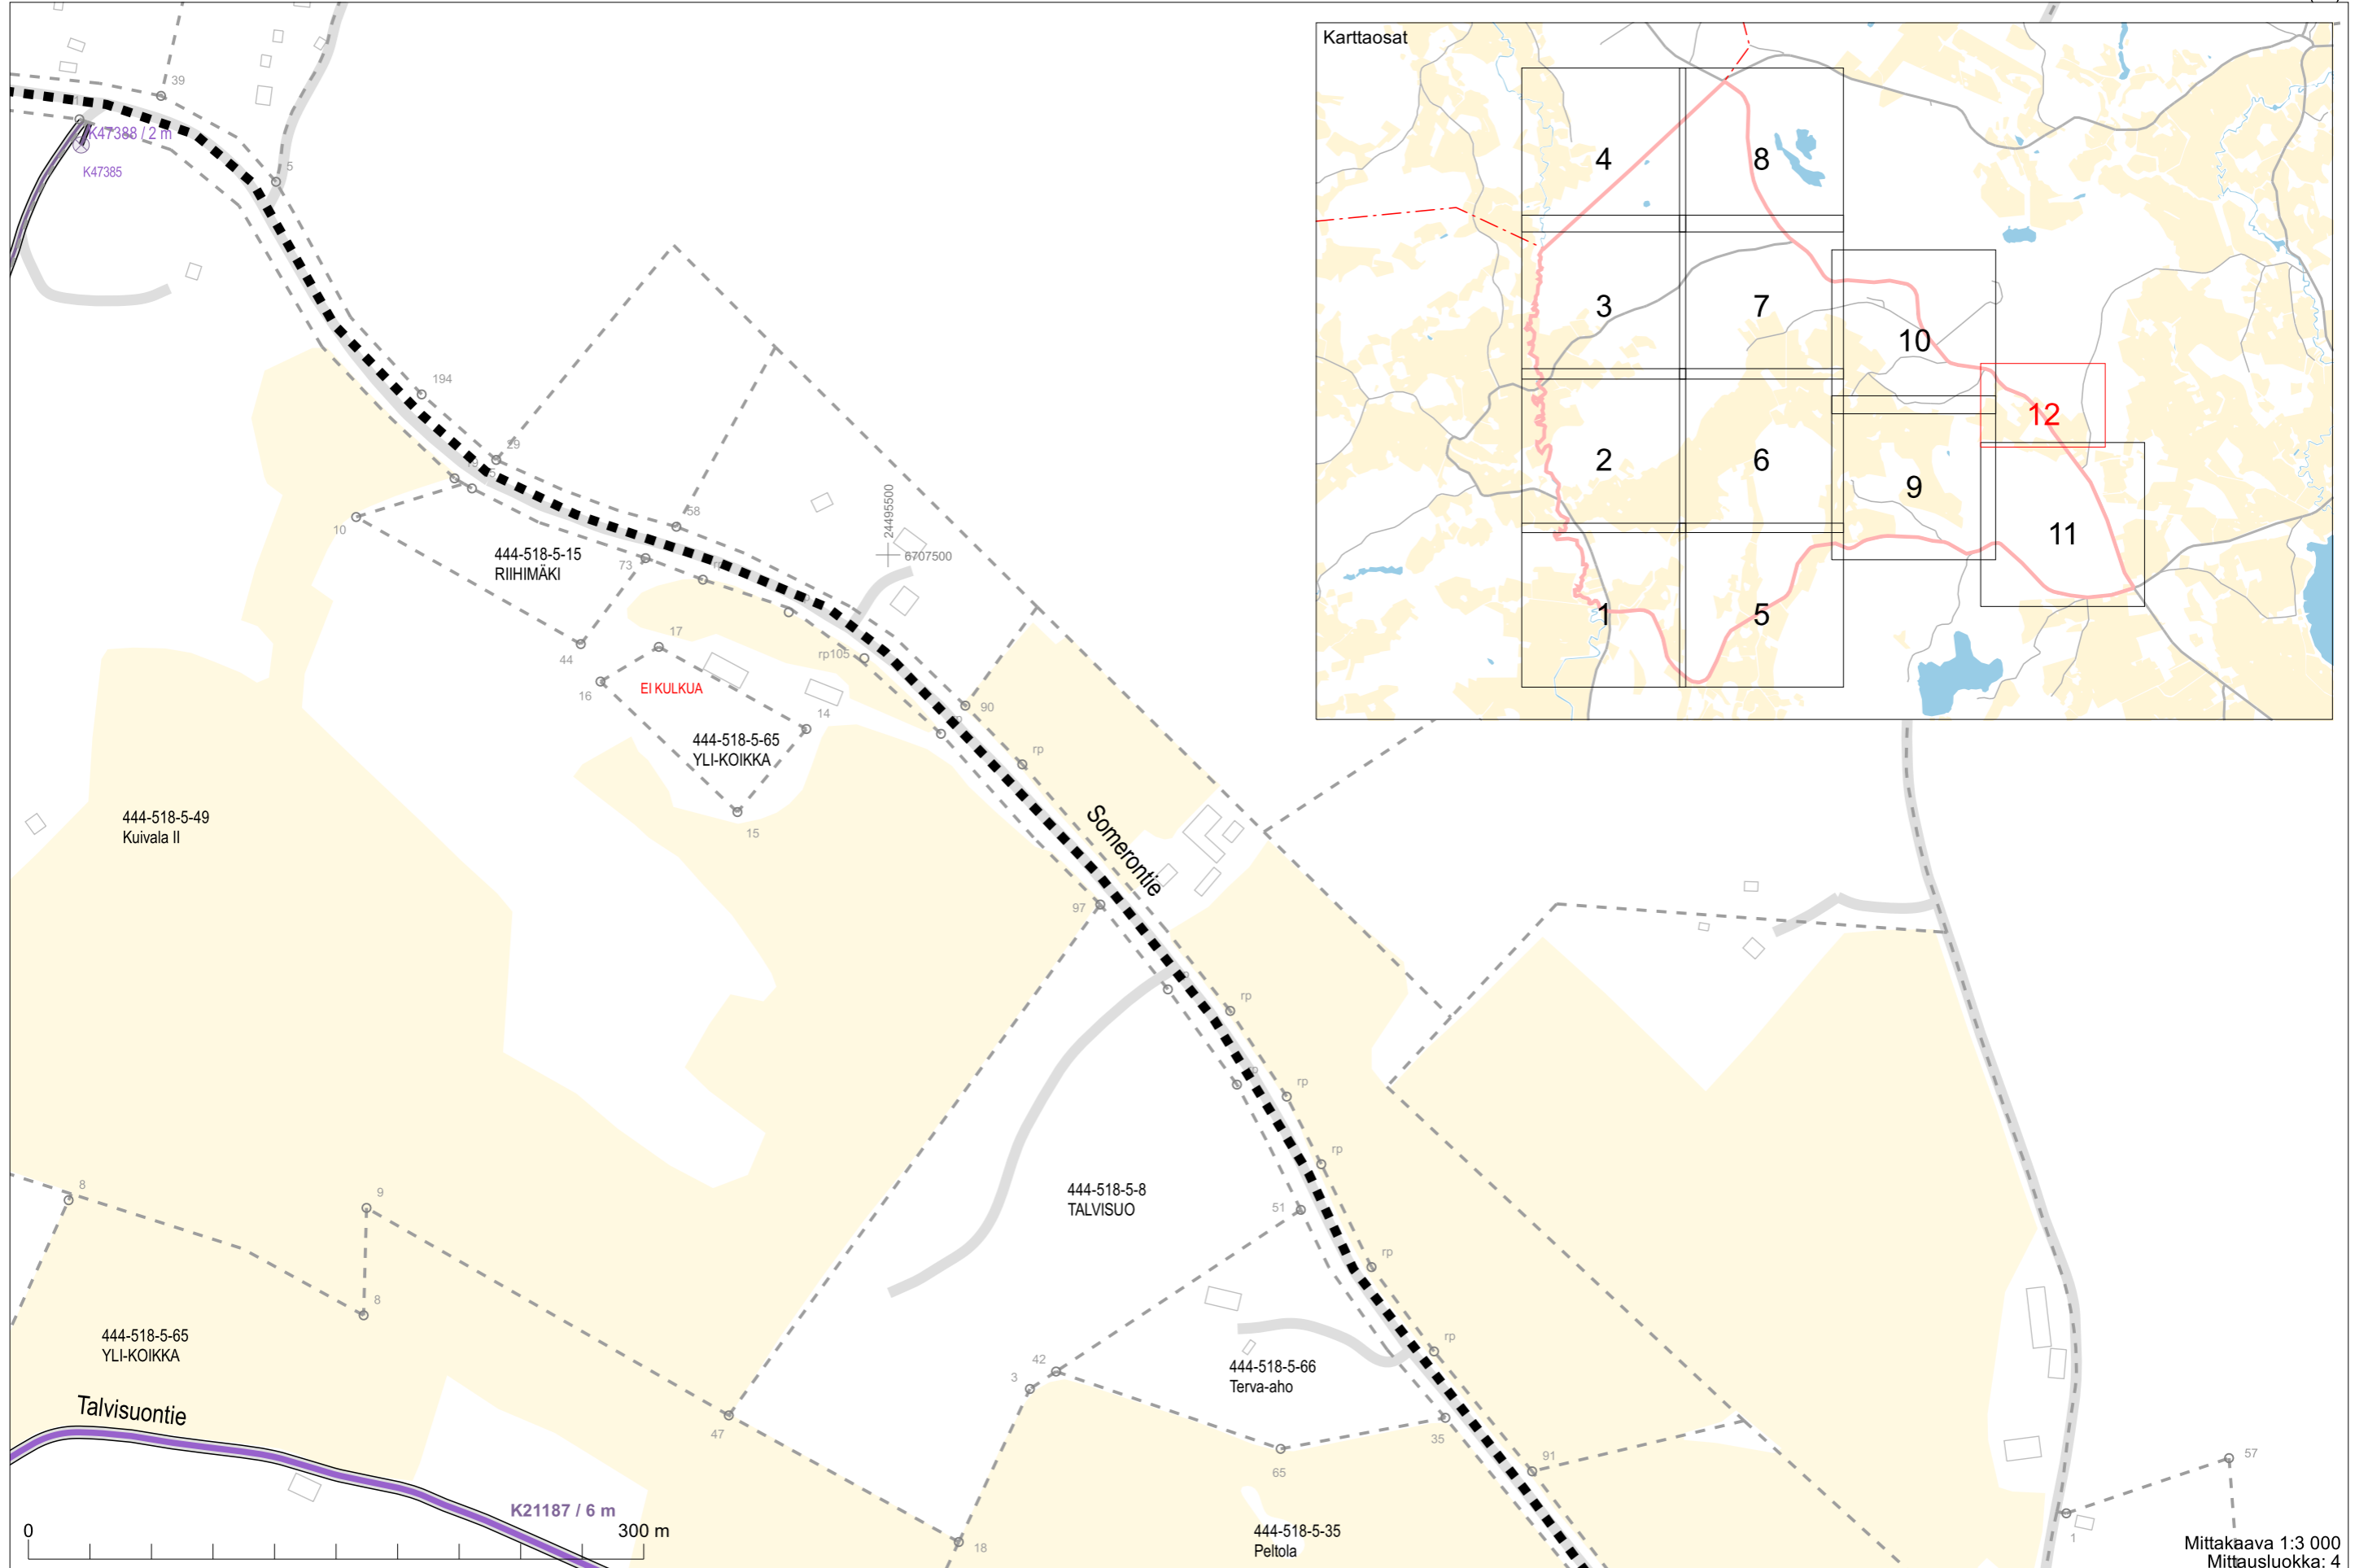 Karttaosat
4
8
3
7
10
12
2
6
9
11
1
5
39
K47388 / 2 m
K47385
5
194
29
58
10
444-518-5-15
RIIHIMÄKI
73
24495500
6707500
44
17
rp105
16
EI KULKUA
14
90
444-518-5-65
YLI-KOIKKA
rp
15
Somerontie
444-518-5-49
Kuivala II
97
rp
rp
rp
8
9
444-518-5-8
TALVISUO
51
rp
8
444-518-5-65
YLI-KOIKKA
rp
42
3
444-518-5-66
Terva-aho
Talvisuontie
47
35
65
91
57
K21187 / 6 m
0
300 m
18
444-518-5-35
Peltola
1
Mittakaava 1:3 000
Mittausluokka: 4